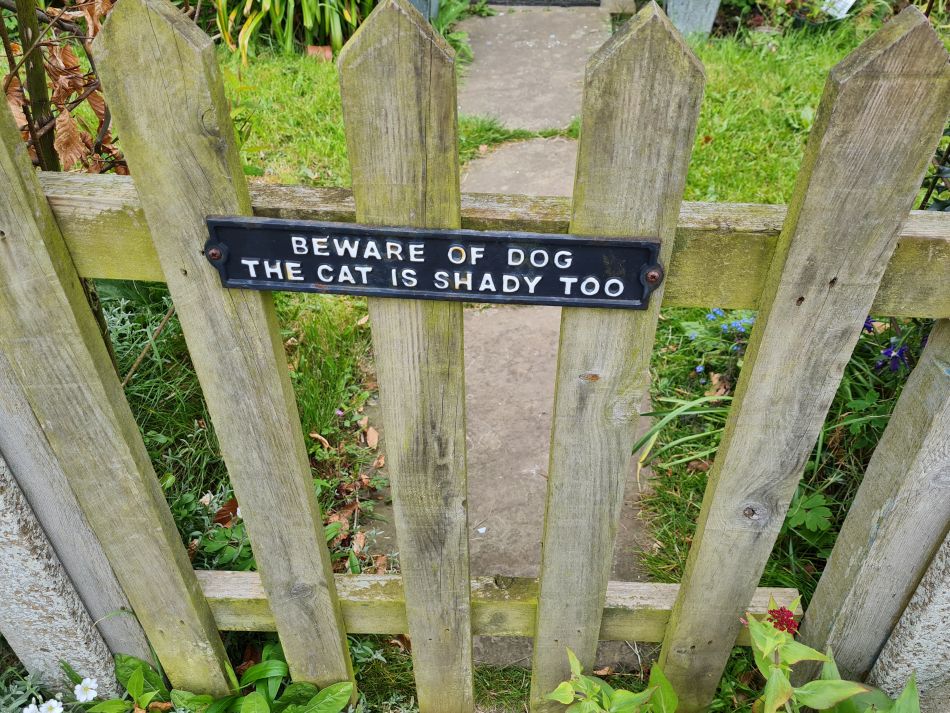 BEWARE OF DOG
THE CAT IS SHADY TOO